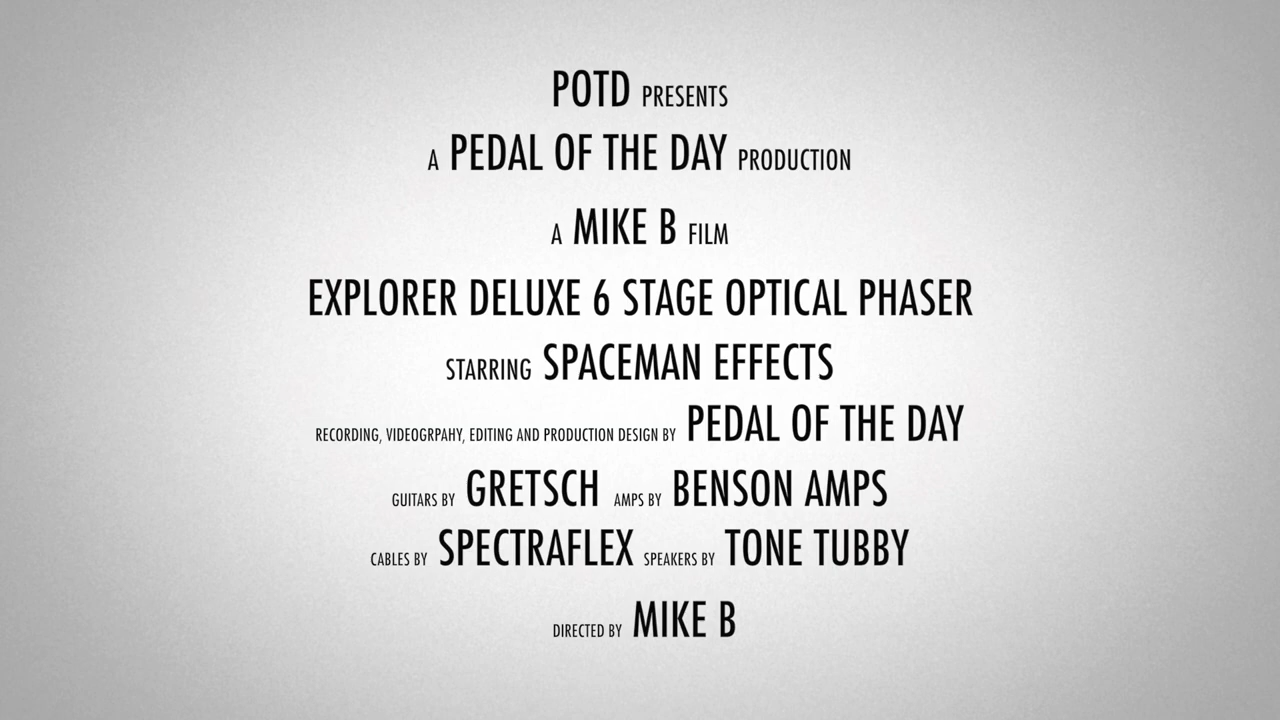 POTD PRESENTS
A PEDAL OF THE DAY PRODUCTION
A MIKE B FILM
EXPLORER DELUXE 6 STAGE OPTICAL PHASER
STARRING SPACEMAN EFFECTS
RECORDING, VIDEOGRPAHY, EDITING AND PRODUCTION DESIGN BY PEDAL OF THE DAY
GUITARS BY GRETSCH AMPS BY BENSON AMPS
CABLES BY SPECTRAFLEX SPEAKERS BY TONE TUBBY
DIRECTED BY MIKE B